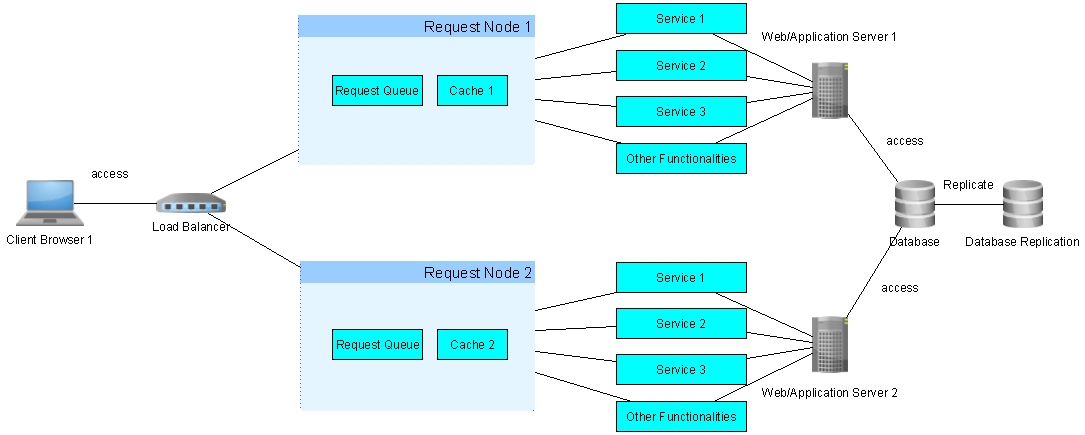 Request Node 1
Request Queue
Cache 1
Service 1
Service 2
Service 3
Other Functionalities
Web/Application Server 1
access
access
Client Browser 1
Load Balancer
Replicate
Database
Database Replication
Request Node 2
Request Queue
Cache 2
Service 1
Service 2
Service 3
Other Functionalities
access
Web/Application Server 2